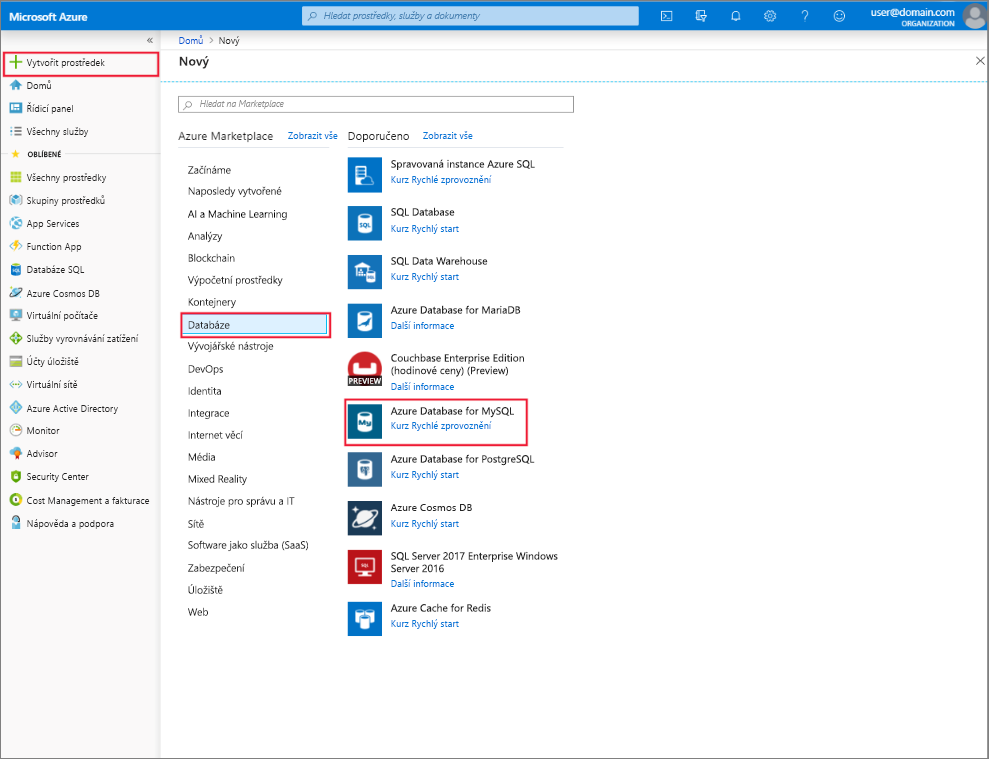 Microsoft Azure
Hledat prostředky, služby a dokumenty
user@domain.com
ORGANIZATION
Vytvořit prostředek
Domů
Řídicí panel
Všechny služby
OBLÍBENÉ
Všechny prostředky
Skupiny prostředků
App Services
Function App
Databáze SQL
Azure Cosmos DB
Virtuální počítače
Služby vyrovnávání zatížení
Účty úložiště
Virtuální sítě
Azure Active Directory
Monitor
Advisor
Security Center
Cost Management a fakturace
Nápověda a podpora
Domů > Nový
Nový
Hledat na Marketplace
Azure Marketplace Zobrazit vše
Začínáme
Naposledy vytvořené
AI a Machine Learning
Analýzy
Blockchain
Výpočetní prostředky
Kontejnery
Databáze
Vývojářské nástroje
DevOps
Identita
Integrace
Internet věcí
Média
Mixed Reality
Nástroje pro správu a IT
Sítě
Software jako služba (SaaS)
Zabezpečení
Úložiště
Web
Doporučeno Zobrazit vše
Spravovaná instance Azure SQL
Kurz Rychlé zprovoznění
SQL
SQL Database
Kurz Rychlý start
SQL Data Warehouse
Kurz Rychlý start
Azure Database for MariaDB
Další informace
PREVIEW
Couchbase Enterprise Edition
(hodinové ceny) (Preview)
Další informace
My
Azure Database for MySQL
Kurz Rychlé zprovoznění
Azure Database for PostgreSQL
Kurz Rychlý start
Azure Cosmos DB
Kurz Rychlý start
SQL
SQL Server 2017 Enterprise Windows
Server 2016
Další informace
Azure Cache for Redis
Kurz Rychlý start